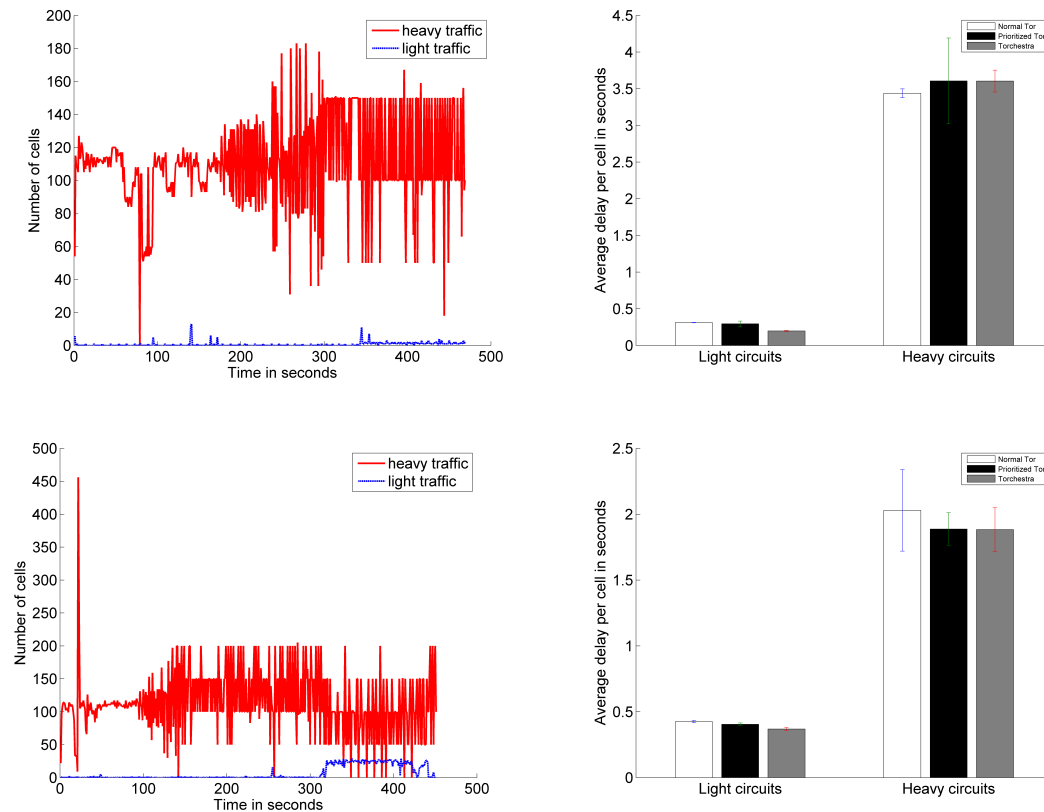 200
180
160
140
120
100
80
60
40
20
0
Number of cells
heavy traffic
light traffic
0 100 200 300 400 500
Time in seconds
4.5
4
3.5
3
2.5
2
1.5
1
0.5
0
Average delay per cell in seconds
Normal Tor
Prioritized Tor
Torchestra
Light circuits Heavy circuits
500
450
400
350
300
250
200
150
100
50
0
Number of cells
heavy traffic
light traffic
0 100 200 300 400 500
Time in seconds
2.5
2
1.5
1
0.5
0
Average delay per cell in seconds
Normal Tor
Prioritized Tor
Torchestra
Light circuits Heavy circuits